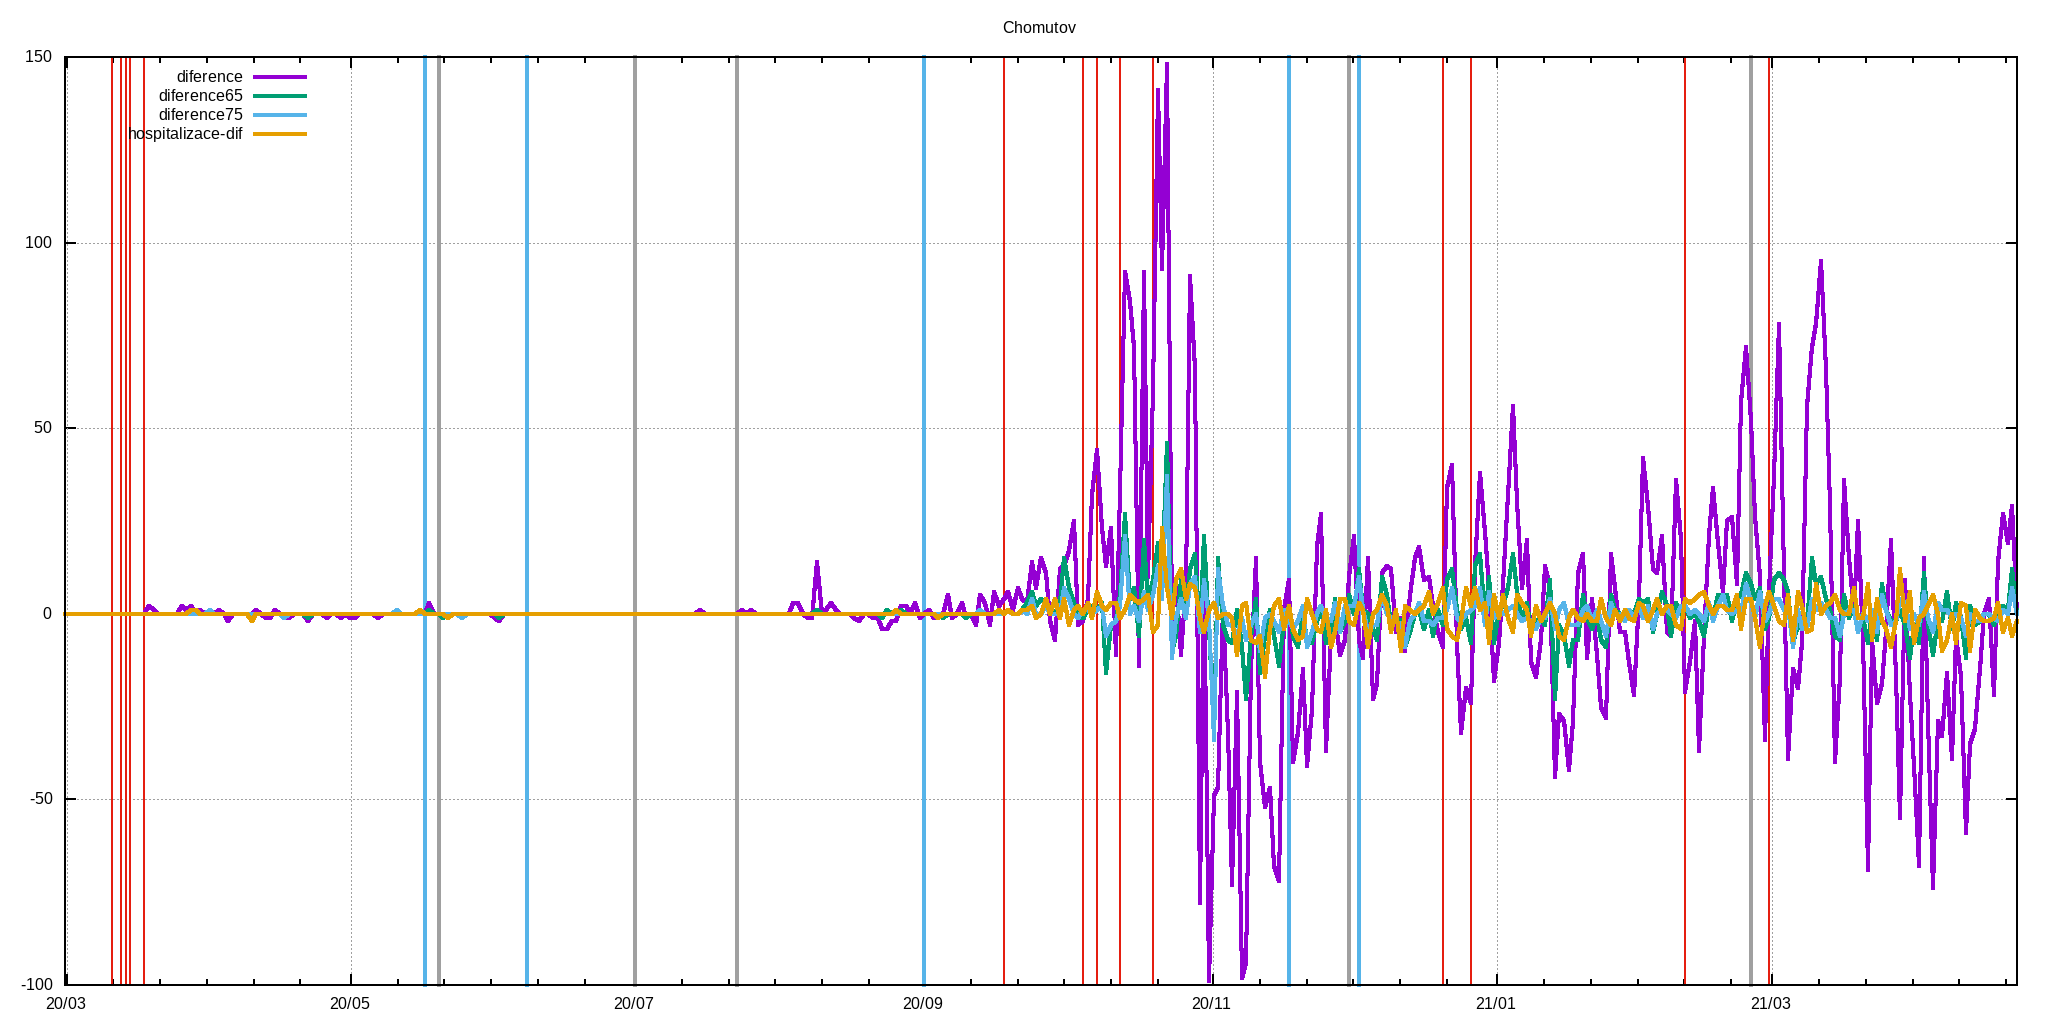 Chomutov
150
diference
diference65
diference75
hospitalizace-dif
100
50
0
-50
-100
20/03 20/05 20/07 20/09 20/11 21/01 21/03